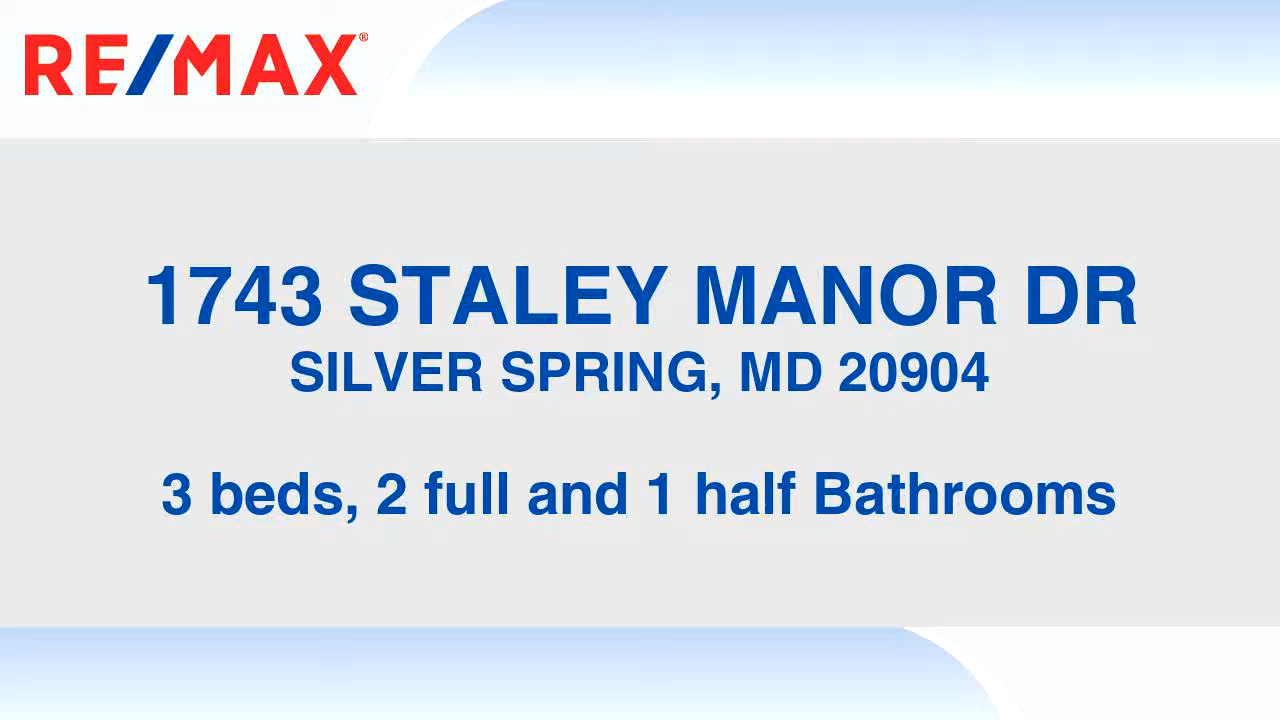 RE/MAX®
1743 STALEY MANOR DR
SILVER SPRING, MD 20904
3 beds, 2 full and 1 half Bathrooms